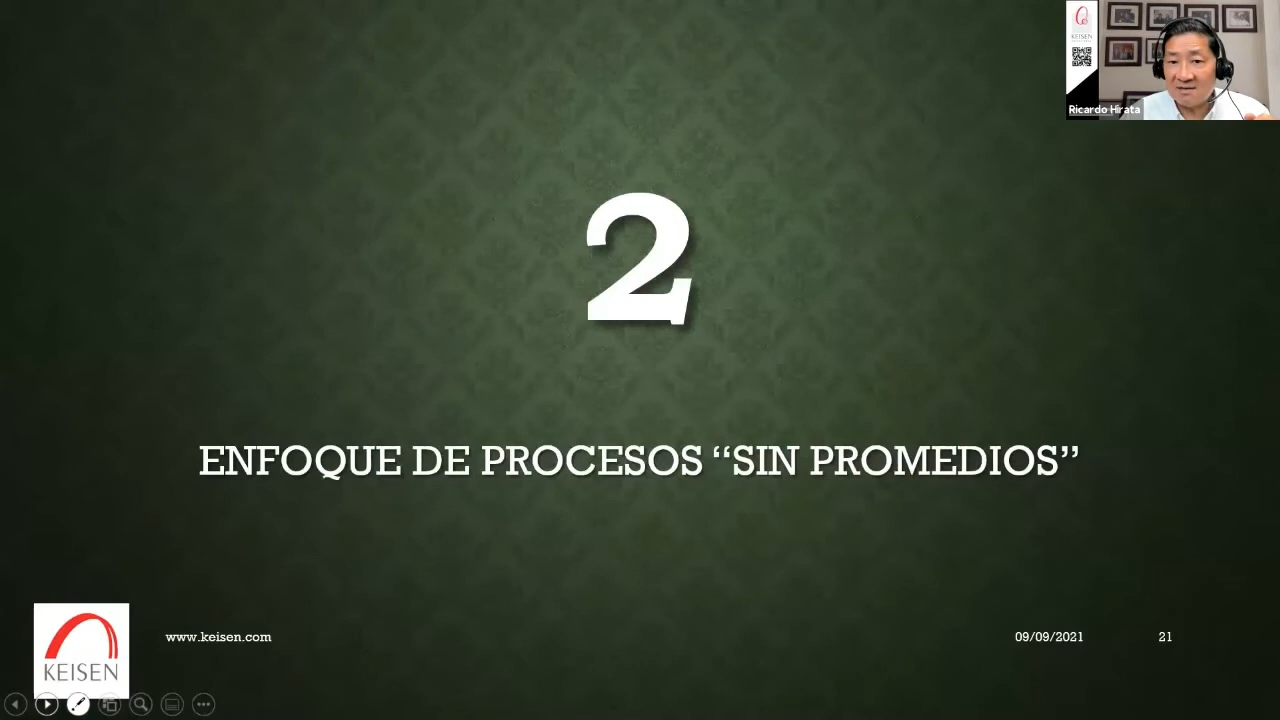 KEISEN
Ricardo Hirata
2
ENFOQUE DE PROCESOS “SIN PROMEDIOS”
KEISEN
www.keisen.com
09/09/2021
21